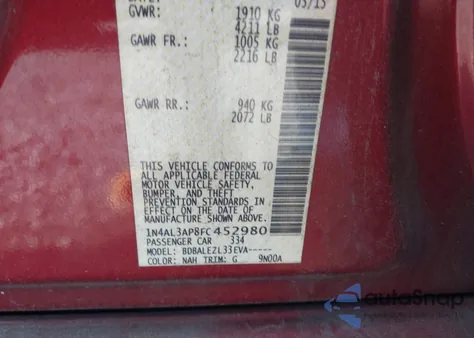 03/15
GVWR: 1910 KG
4211 LB
GAWR FR.: 1005 KG
2216 LB
GAWR RR.: 940 KG
2072 LB
THIS VEHICLE CONFORMS TO
ALL APPLICABLE FEDERAL
MOTOR VEHICLE SAFETY,
BUMPER, AND THEFT
PREVENTION STANDARDS
IN EFFECT ON THE DATE OF
MANUFACTURE SHOWN ABOVE.
1N4AL3AP8FC452980
PASSENGER CAR 334
MODEL: BDBALEZL33EVA-----
COLOR: NAH TRIM: G 9N00A
autoSnap